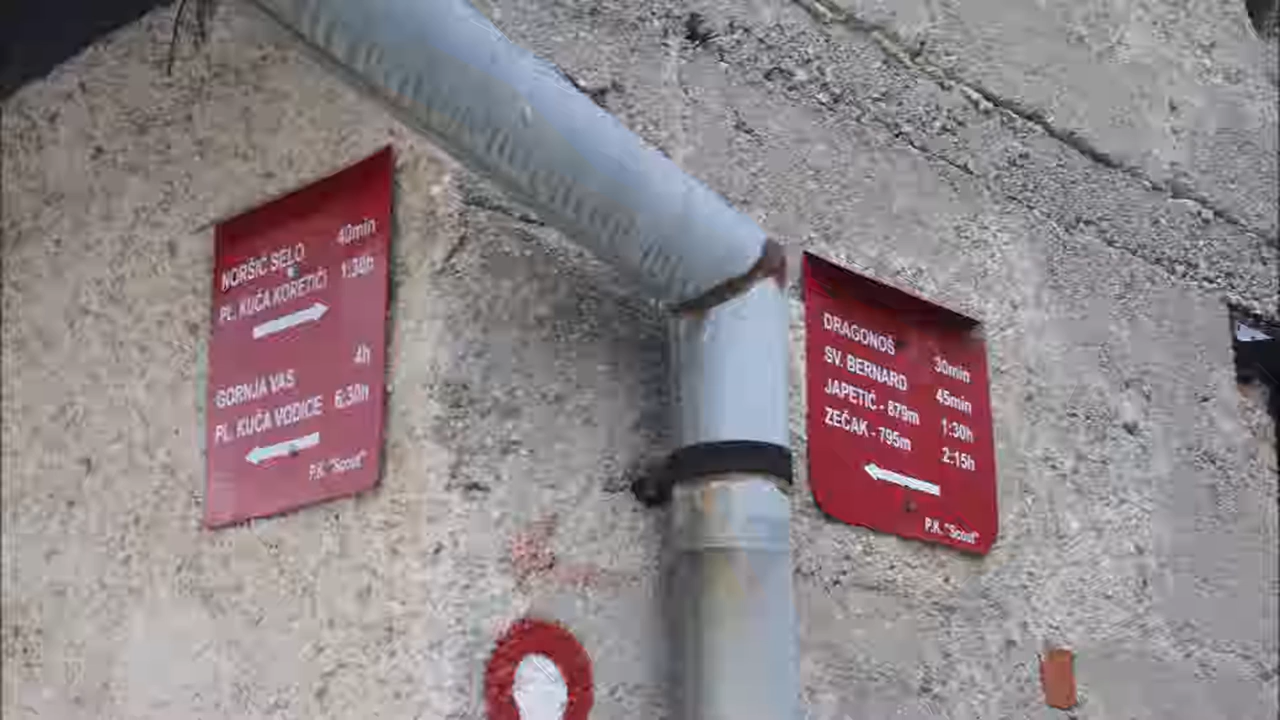 NORŠIĆ SELO 40min
PL. KUĆA KORETIĆI 1:30h
4h
GORNJA VAS
PL. KUĆA VODICE 6:30h
P.K. "Scout"
DRAGONOŠ 30min
SV. BERNARD 45min
JAPETIĆ - 879m 1:30h
ZEČAK - 795m 2:15h
P.K. "Scout"